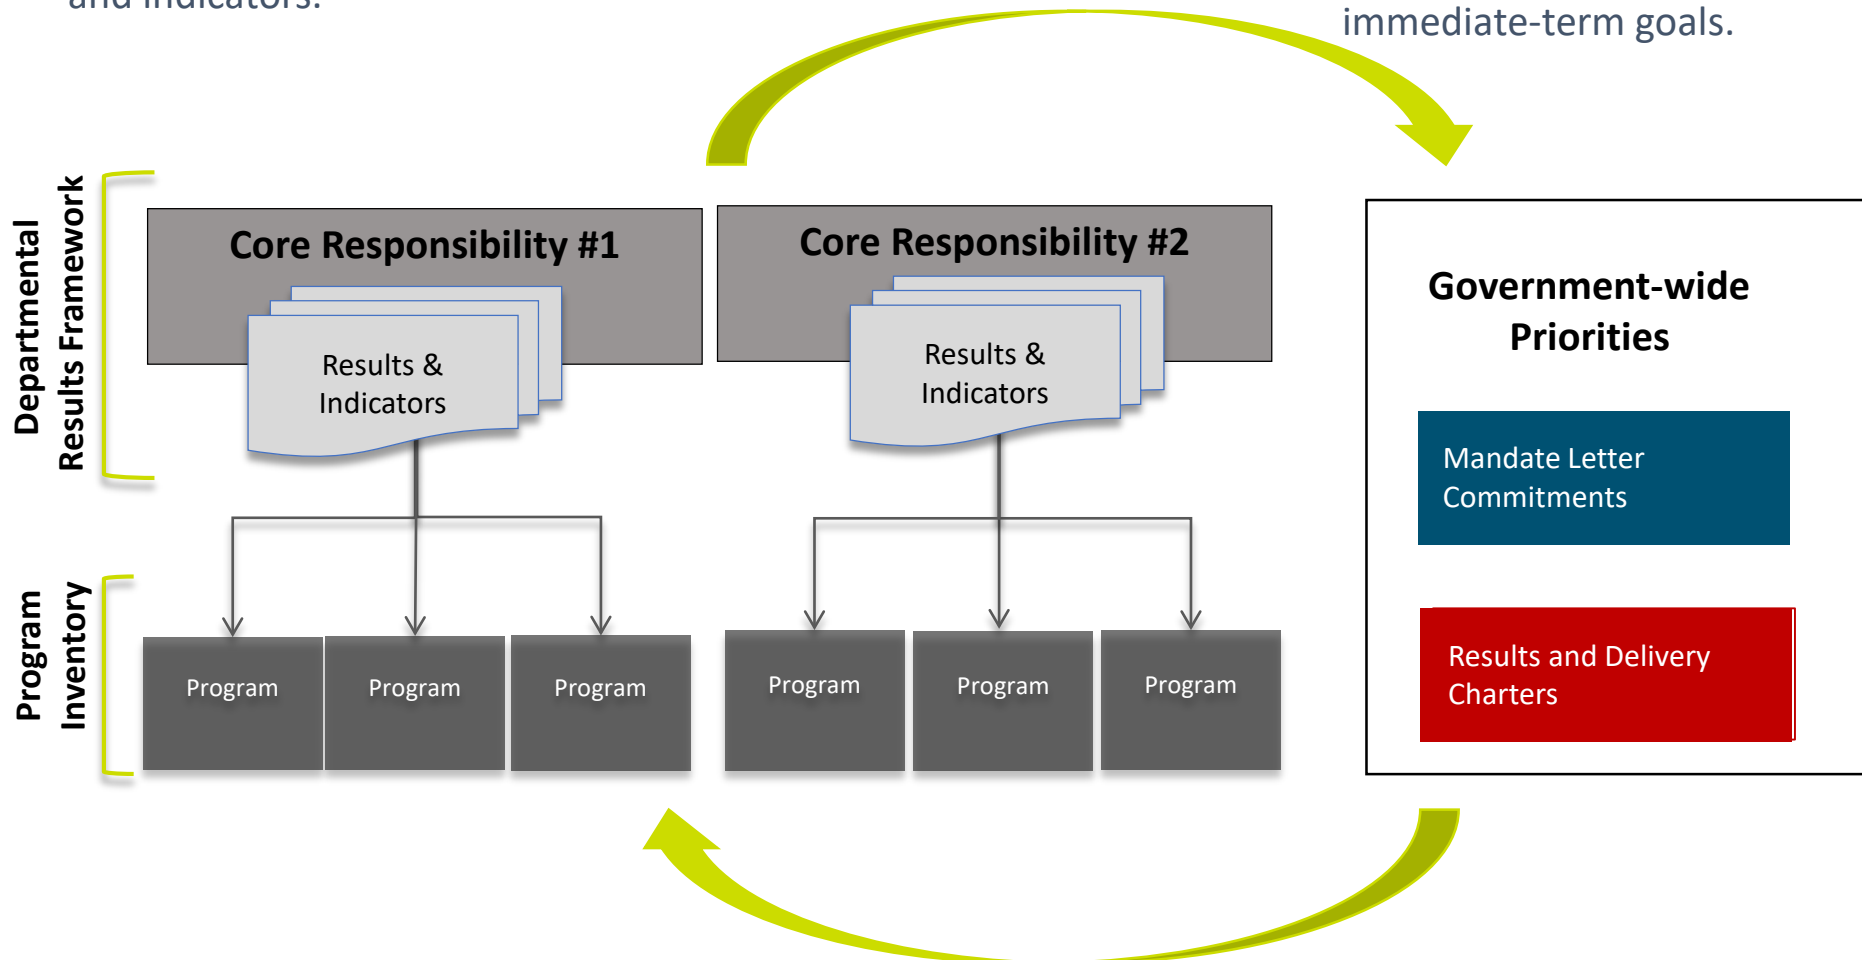 and indicators.
immediate-term goals.
Departmental
Results Framework
Core Responsibility #1
Results &
Indicators
Core Responsibility #2
Results &
Indicators
Program
Inventory
Program
Program
Program
Program
Program
Program
Government-wide
Priorities
Mandate Letter
Commitments
Results and Delivery
Charters